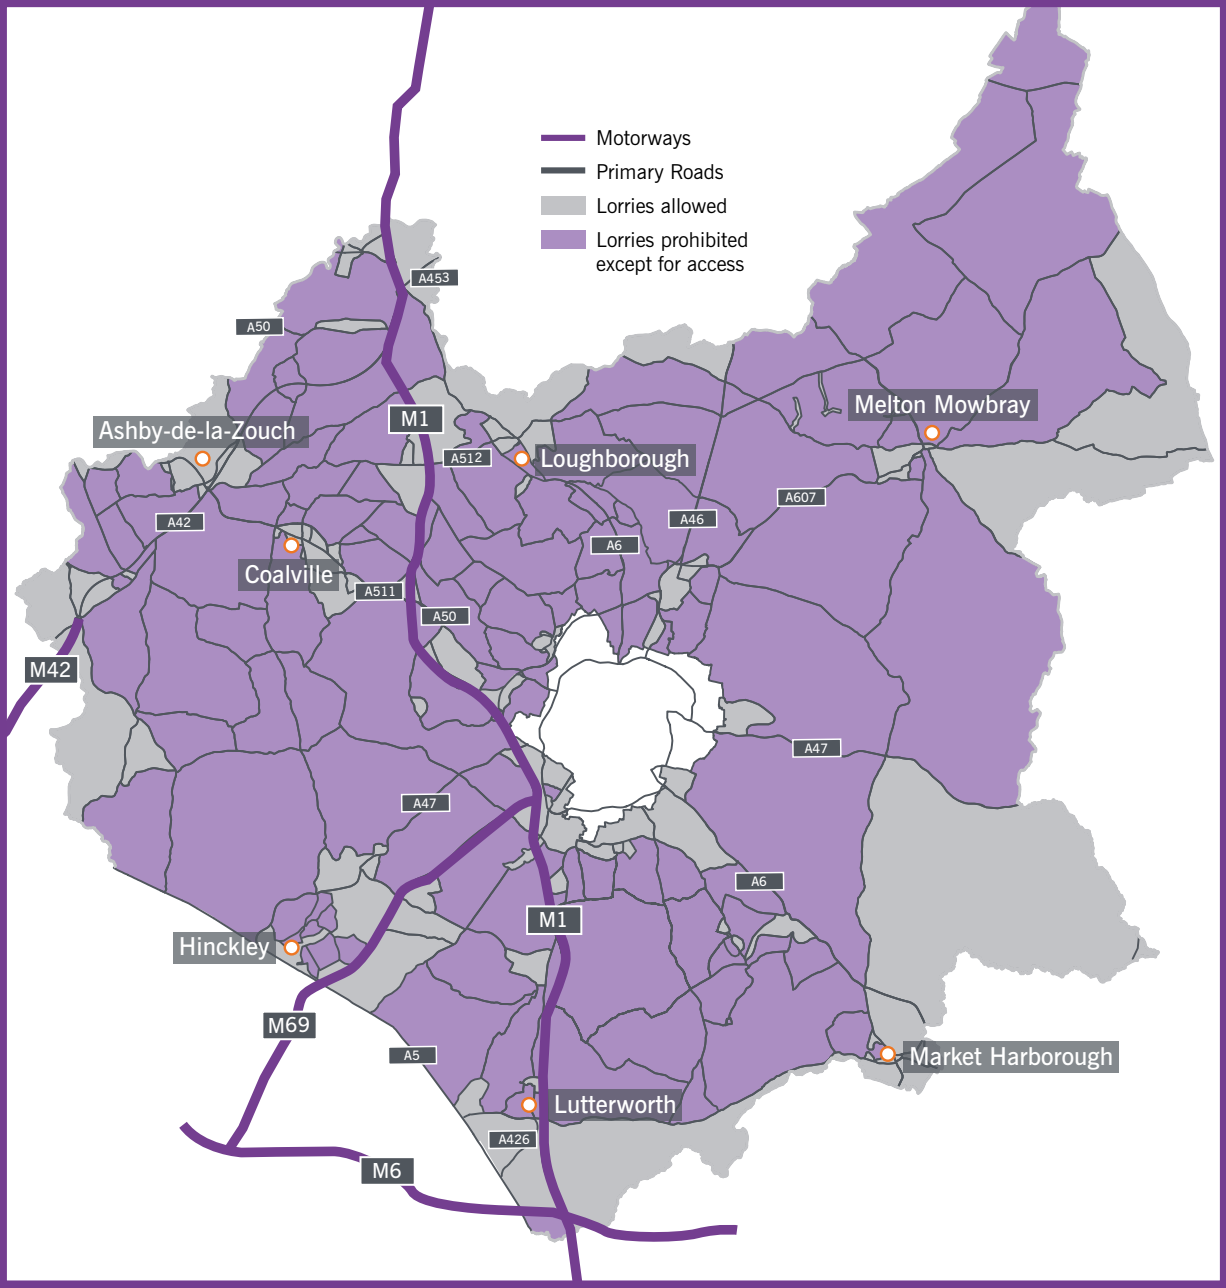 Motorways
Primary Roads
Lorries allowed
Lorries prohibited
except for access
A453
A50
Melton Mowbray
M1
Ashby-de-la-Zouch
A512
Loughborough
A607
A42
A46
A6
Coalville
A511
A50
M42
A47
A47
A6
M1
Hinckley
M69
A5
Market Harborough
Lutterworth
A426
M6